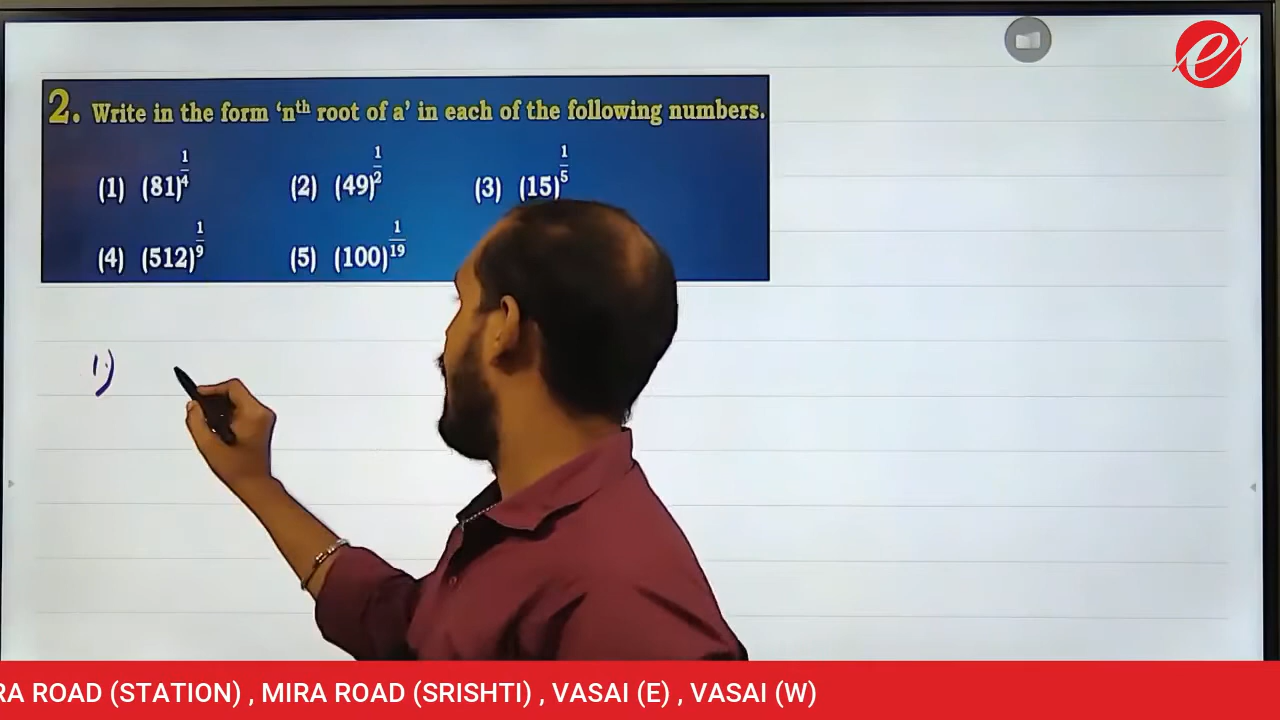 2. Write in the form ‘nᵗʰ root of a’ in each of the following numbers.
(1) (81)^(1/4) (2) (49)^(1/2) (3) (15)^(1/5)
(4) (512)^(1/9) (5) (100)^(1/19)
1)
RA ROAD (STATION) , MIRA ROAD (SRISHTI) , VASAI (E) , VASAI (W)